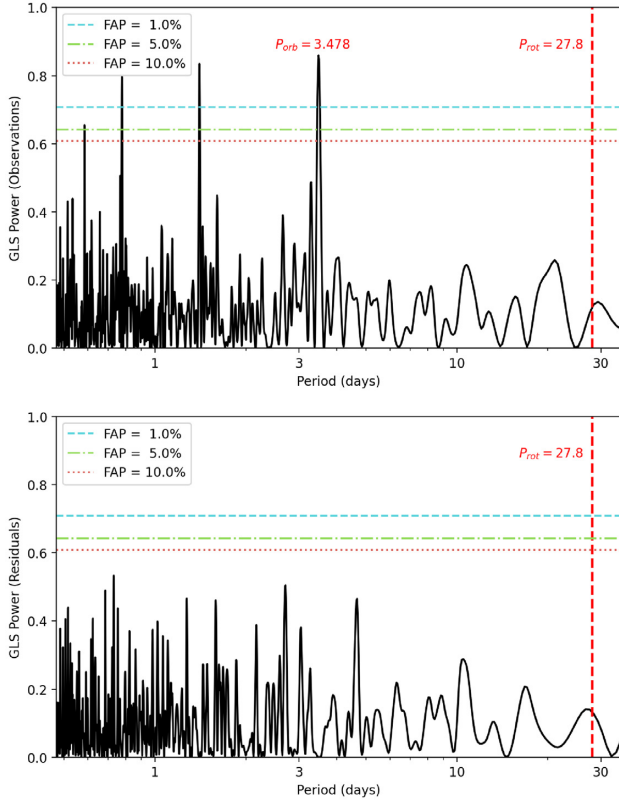 1.0
0.8
0.6
0.4
0.2
0.0
GLS Power (Observations)
FAP = 1.0%
FAP = 5.0%
FAP = 10.0%
P_orb = 3.478
P_rot = 27.8
1
3
10
30
Period (days)
1.0
0.8
0.6
0.4
0.2
0.0
GLS Power (Residuals)
FAP = 1.0%
FAP = 5.0%
FAP = 10.0%
P_rot = 27.8
1
3
10
30
Period (days)